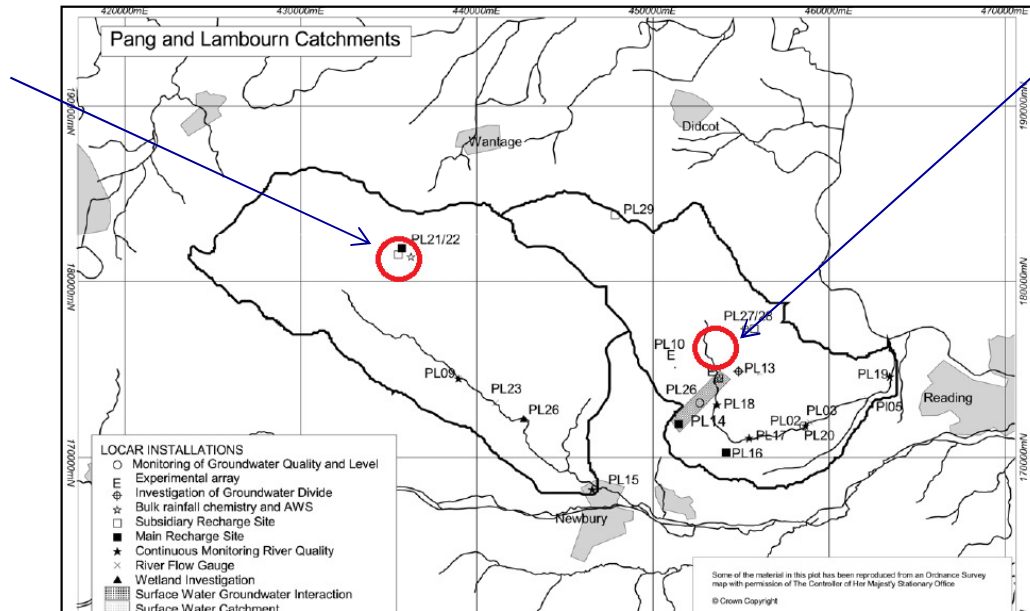 420000mE
430000mE
440000mE
450000mE
460000mE
470000mE
Pang and Lambourn Catchments
190000mN
190000mN
Wantage
Didcot
PL29
PL21/22
180000mN
180000mN
PL27/28
PL10
E
PL13
PL09
PL19
PL23
PL26
PL26
PL18
Pl05
Reading
PL03
PL02
PL14
PL17
PL20
PL16
170000mN
170000mN
PL15
Newbury
LOCAR INSTALLATIONS
Monitoring of Groundwater Quality and Level
E Experimental array
Investigation of Groundwater Divide
Bulk rainfall chemistry and AWS
Subsidiary Recharge Site
Main Recharge Site
Continuous Monitoring River Quality
River Flow Gauge
Wetland Investigation
Surface Water Groundwater Interaction
Surface Water Catchment
Some of the material in this plot has been reproduced from an Ordnance Survey
map with permission of The Controller of Her Majesty's Stationary Office
© Crown Copyright